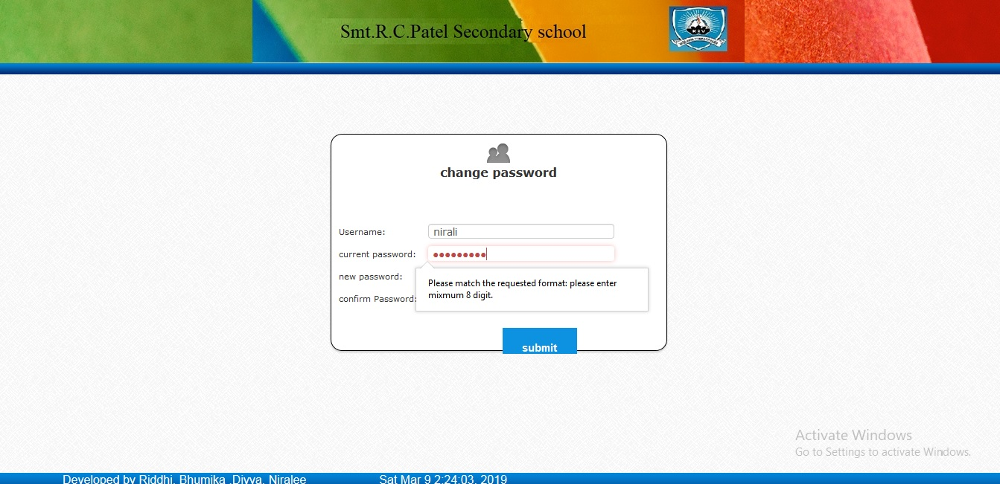 Smt.R.C.Patel Secondary school
KSV
change password
Username:
nirali
current password:
●●●●●●●●●
new password:
Please match the requested format: please enter
mixmum 8 digit.
confirm Password:
submit
Activate Windows
Go to Settings to activate Windows.
Developed by Riddhi, Bhumika ,Divya, Niralee
Sat Mar 9 2:24:03, 2019